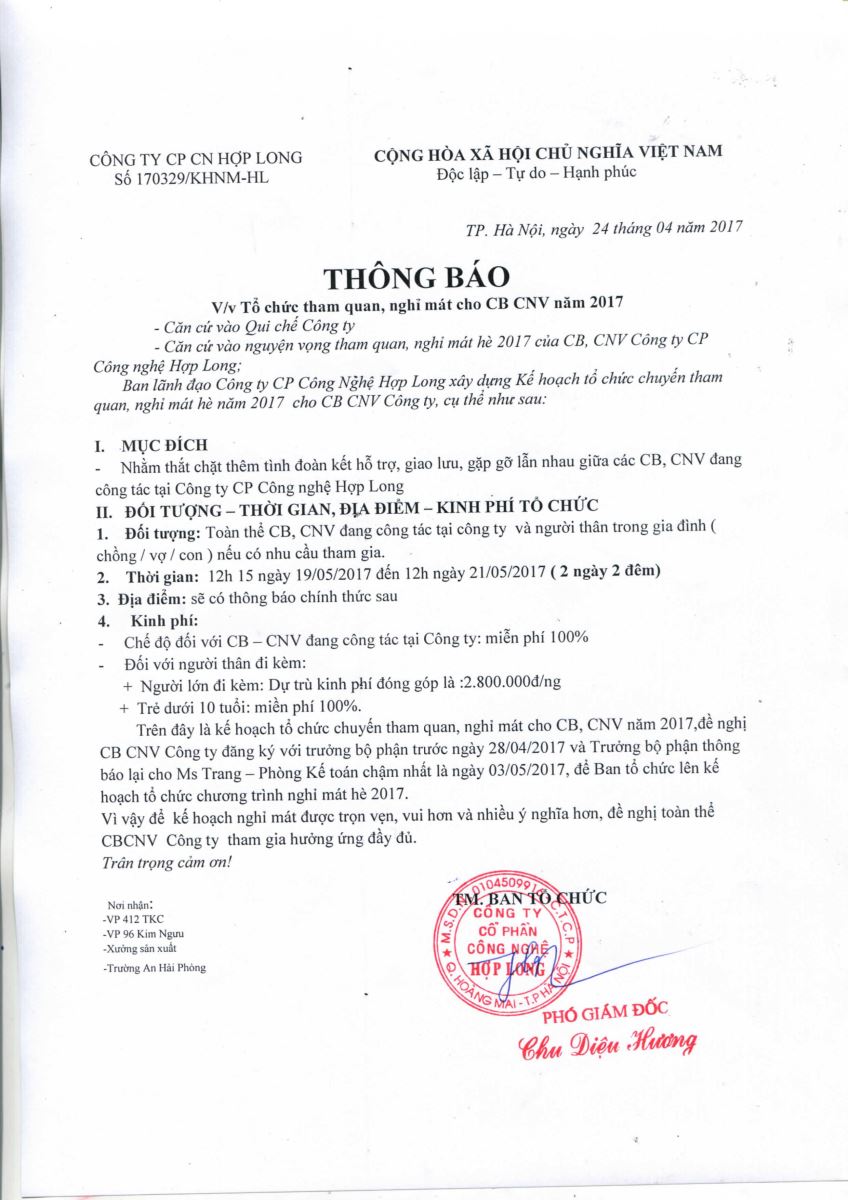 CÔNG TY CP CN HỢP LONG
Số 170329/KHNM-HL
CỘNG HÒA XÃ HỘI CHỦ NGHĨA VIỆT NAM
Độc lập – Tự do – Hạnh phúc
TP. Hà Nội, ngày 24 tháng 04 năm 2017
THÔNG BÁO
V/v Tổ chức tham quan, nghỉ mát cho CB CNV năm 2017
- Căn cứ vào Qui chế Công ty
- Căn cứ vào nguyện vọng tham quan, nghỉ mát hè 2017 của CB, CNV Công ty CP
Công nghệ Hợp Long;
Ban lãnh đạo Công ty CP Công Nghệ Hợp Long xây dựng Kế hoạch tổ chức chuyến tham
quan, nghỉ mát hè năm 2017 cho CB CNV Công ty, cụ thể như sau:
I. MỤC ĐÍCH
- Nhằm thắt chặt thêm tình đoàn kết hỗ trợ, giao lưu, gặp gỡ lẫn nhau giữa các CB, CNV đang
công tác tại Công ty CP Công nghệ Hợp Long
II. ĐỐI TƯỢNG – THỜI GIAN, ĐỊA ĐIỂM – KINH PHÍ TỔ CHỨC
1. Đối tượng: Toàn thể CB, CNV đang công tác tại công ty và người thân trong gia đình (
chồng / vợ / con ) nếu có nhu cầu tham gia.
2. Thời gian: 12h 15 ngày 19/05/2017 đến 12h ngày 21/05/2017 ( 2 ngày 2 đêm)
3. Địa điểm: sẽ có thông báo chính thức sau
4. Kinh phí:
- Chế độ đối với CB – CNV đang công tác tại Công ty: miễn phí 100%
- Đối với người thân đi kèm:
+ Người lớn đi kèm: Dự trù kinh phí đóng góp là :2.800.000đ/ng
+ Trẻ dưới 10 tuổi: miền phí 100%.
Trên đây là kế hoạch tổ chức chuyến tham quan, nghỉ mát cho CB, CNV năm 2017,đề nghị
CB CNV Công ty đăng ký với trưởng bộ phận trước ngày 28/04/2017 và Trưởng bộ phận thông
báo lại cho Ms Trang – Phòng Kế toán chậm nhất là ngày 03/05/2017, để Ban tổ chức lên kế
hoạch tổ chức chương trình nghỉ mát hè 2017.
Vì vậy để kế hoạch nghỉ mát được trọn vẹn, vui hơn và nhiều ý nghĩa hơn, đề nghị toàn thể
CBCNV Công ty tham gia hưởng ứng đầy đủ.
Trân trọng cảm ơn!
Nơi nhận:
-VP 412 TKC
-VP 96 Kim Ngưu
-Xưởng sản xuất
-Trường An Hải Phòng
TM. BAN TỔ CHỨC
CÔNG TY
CỔ PHẦN
CÔNG NGHỆ
HỢP LONG
Q. HOÀNG MAI - T.P HÀ NỘI
PHÓ GIÁM ĐỐC
Chu Diệu Hương